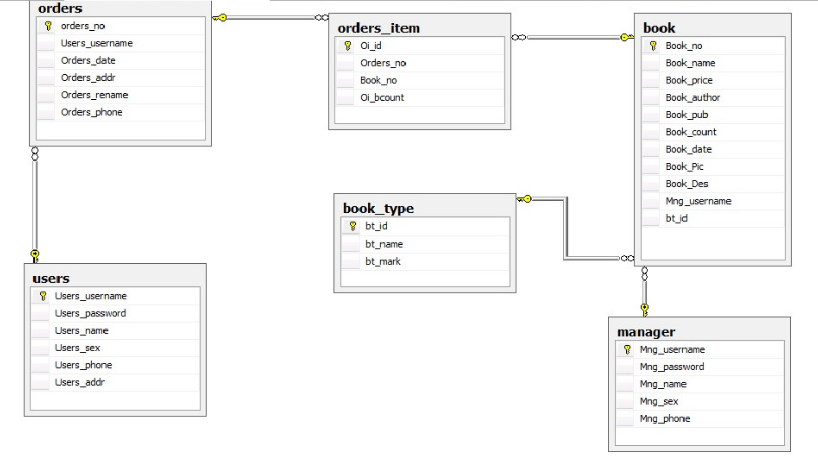 orders
orders_no
Users_username
Orders_date
Orders_addr
Orders_rename
Orders_phone
orders_item
Oi_id
Orders_no
Book_no
Oi_bcount
book
Book_no
Book_name
Book_price
Book_author
Book_pub
Book_count
Book_date
Book_Pic
Book_Des
Mng_username
bt_id
book_type
bt_id
bt_name
bt_mark
users
Users_username
Users_password
Users_name
Users_sex
Users_phone
Users_addr
manager
Mng_username
Mng_password
Mng_name
Mng_sex
Mng_phone